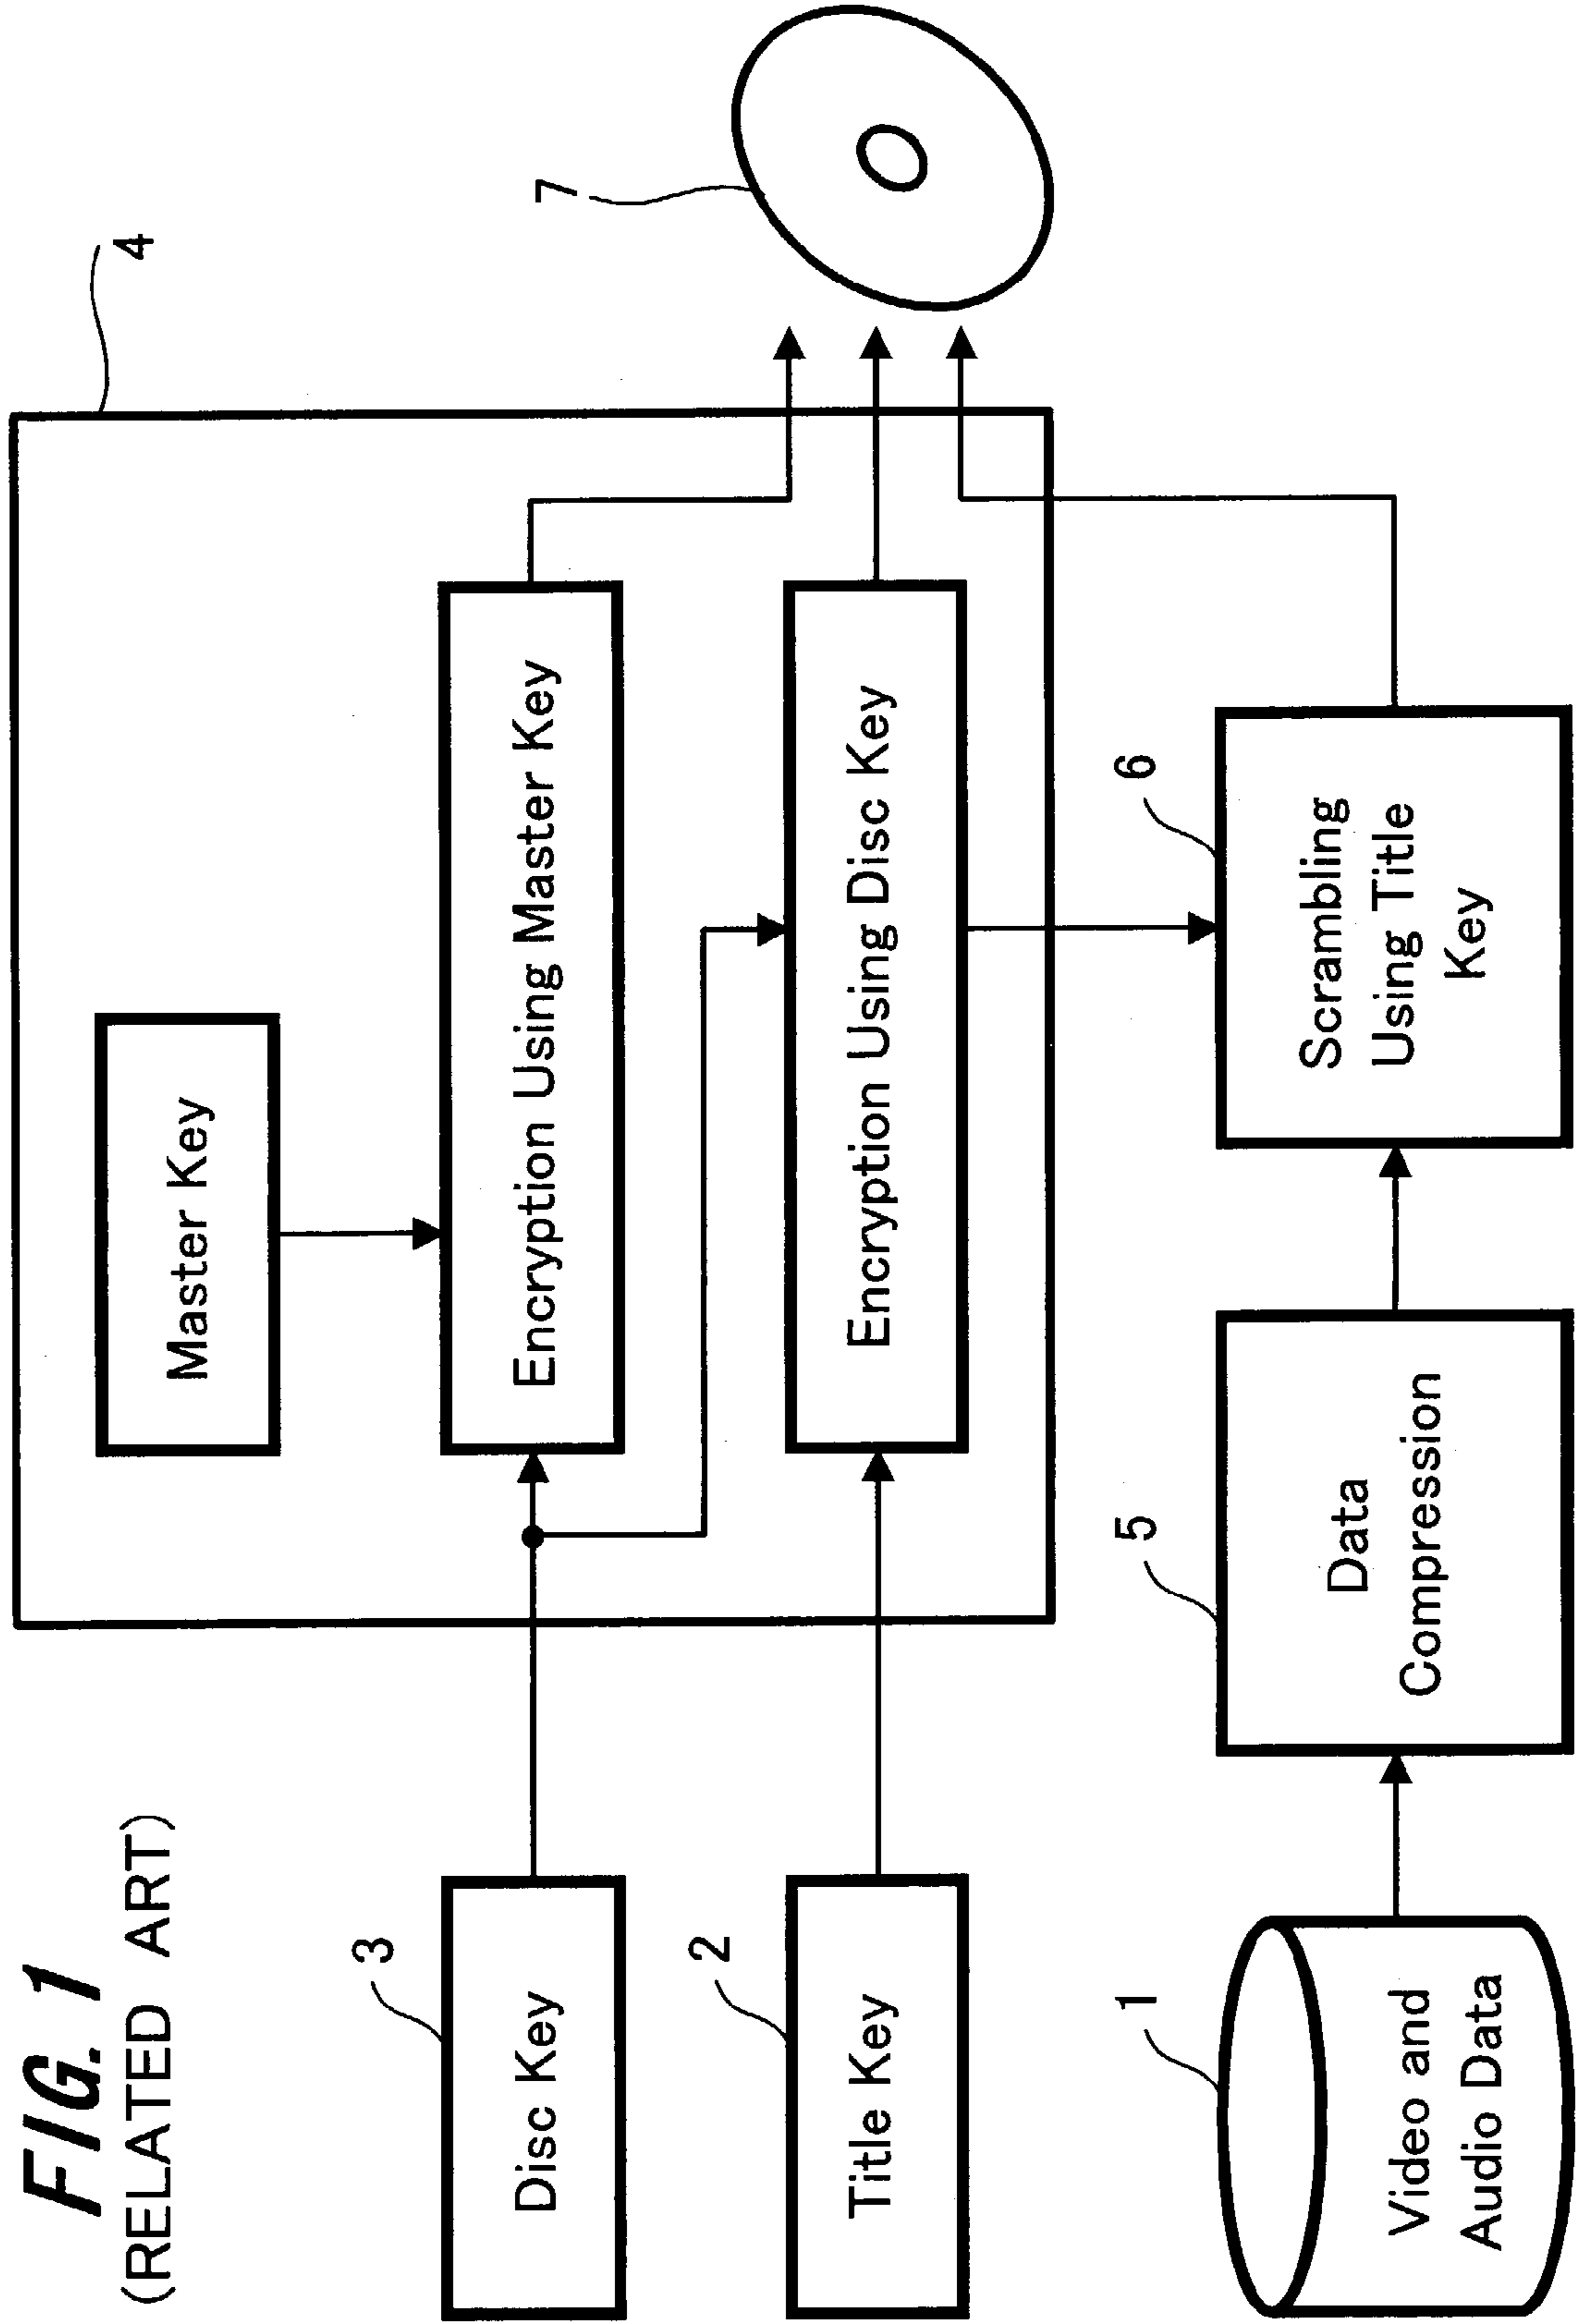 FIG. 1
(RELATED ART)
4
Master Key
7
3
Disc Key
Encryption Using Master Key
2
Title Key
Encryption Using Disc Key
1
Video and
Audio Data
5
Data
Compression
6
Scrambling
Using Title
Key